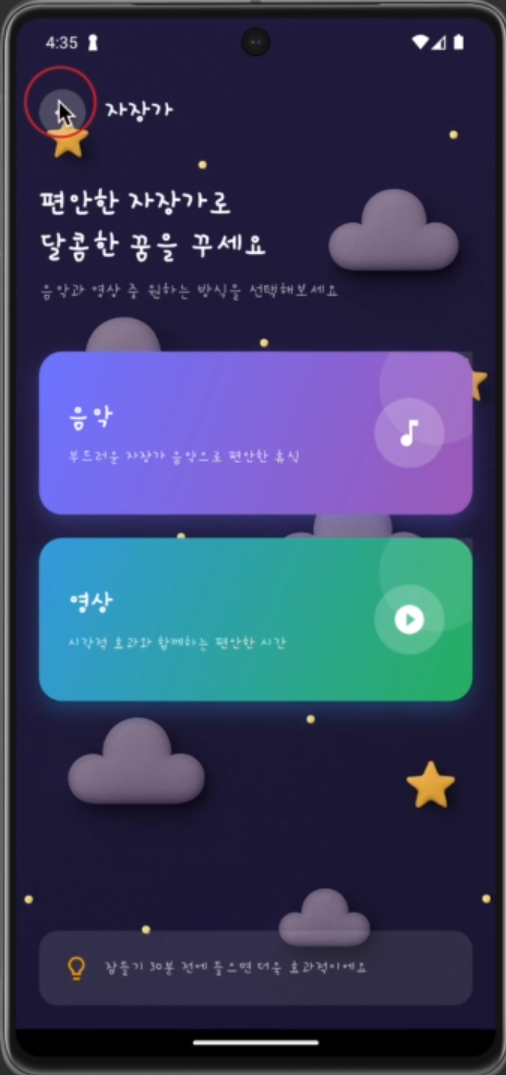 4:35
자장가
편안한 자장가로
달콤한 꿈을 꾸세요
음악과 영상 중 원하는 방식을 선택해보세요
음악
부드러운 자장가 음악으로 편안한 휴식
영상
시각적 효과와 함께하는 편안한 시간
잠들기 30분 전에 들으면 더욱 효과적이에요